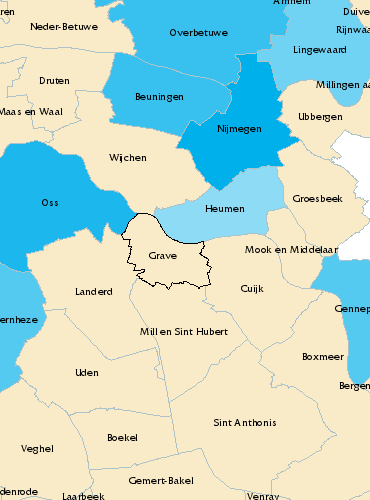 Arnhem
ren
Duive
Neder-Betuwe
Rijnwaa
Overbetuwe
Lingewaard
Druten
Millingen aa
Beuningen
Maas en Waal
Ubbergen
Nijmegen
Wijchen
Groesbeek
Oss
Heumen
Mook en Middelaar
Grave
Cuijk
Landerd
Gennep
ernheze
Mill en Sint Hubert
Boxmeer
Uden
Bergen
Sint Anthonis
Boekel
Veghel
Gemert-Bakel
denrode
Laarbeek
Venray